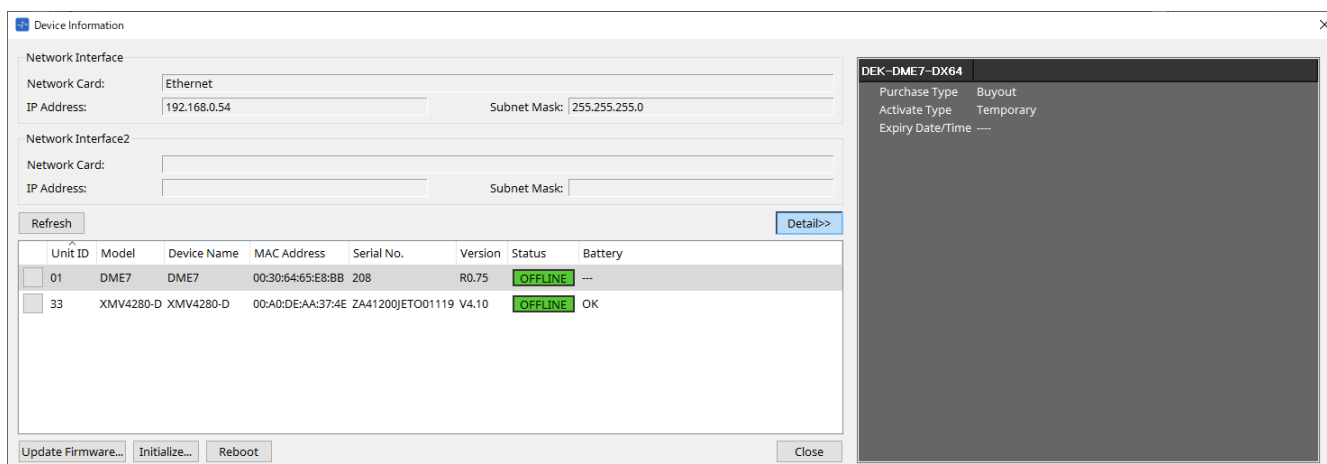 Device Information
Network Interface
Network Card: Ethernet
IP Address: 192.168.0.54 Subnet Mask: 255.255.255.0
Network Interface2
Network Card:
IP Address: Subnet Mask:
Refresh Detail>>
Unit ID Model Device Name MAC Address Serial No. Version Status Battery
01 DME7 DME7 00:30:64:65:E8:BB 208 R0.75 OFFLINE ---
33 XMV4280-D XMV4280-D 00:A0:DE:AA:37:4E ZA41200JETO01119 V4.10 OFFLINE OK
Update Firmware... Initialize... Reboot Close
DEK-DME7-DX64
Purchase Type Buyout
Activate Type Temporary
Expiry Date/Time ----